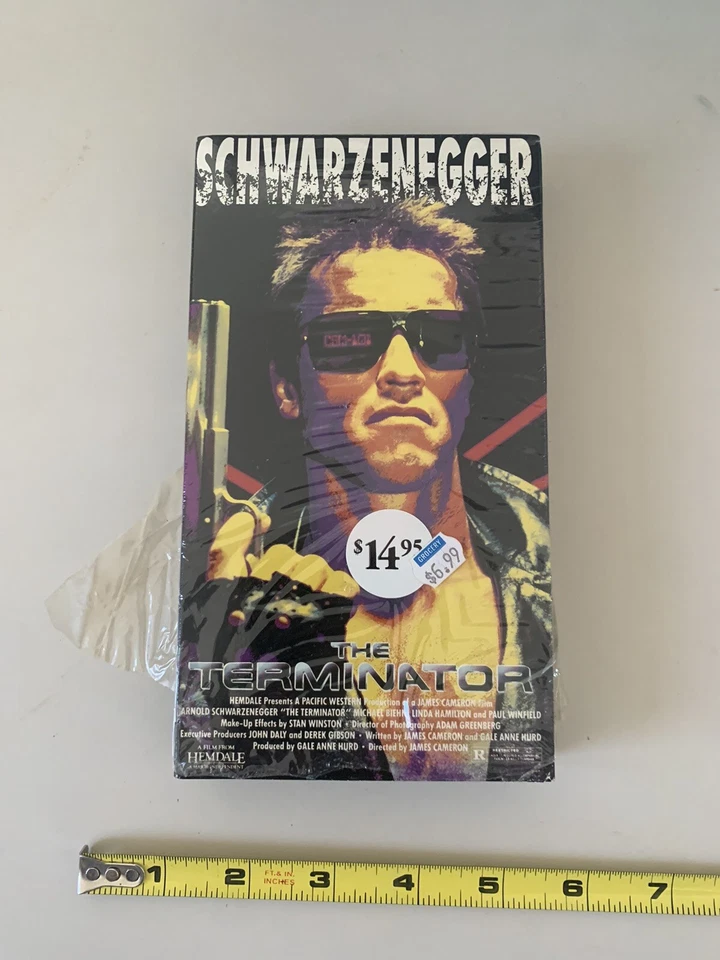 SCHWARZENEGGER
$14.95
GROCERY
$6.99
THE
TERMINATOR
HEMDALE Presents A PACIFIC WESTERN Production of a JAMES CAMERON Film
ARNOLD SCHWARZENEGGER "THE TERMINATOR" MICHAEL BIEHN, LINDA HAMILTON and PAUL WINFIELD
Make-Up Effects by STAN WINSTON • Director of Photography ADAM GREENBERG
Executive Producers JOHN DALY and DEREK GIBSON • Written by JAMES CAMERON and GALE ANNE HURD
Produced by GALE ANNE HURD • Directed by JAMES CAMERON
A FILM FROM
HEMDALE
R RESTRICTED
1 2 FT. & IN. INCHES 3 4 5 6 7